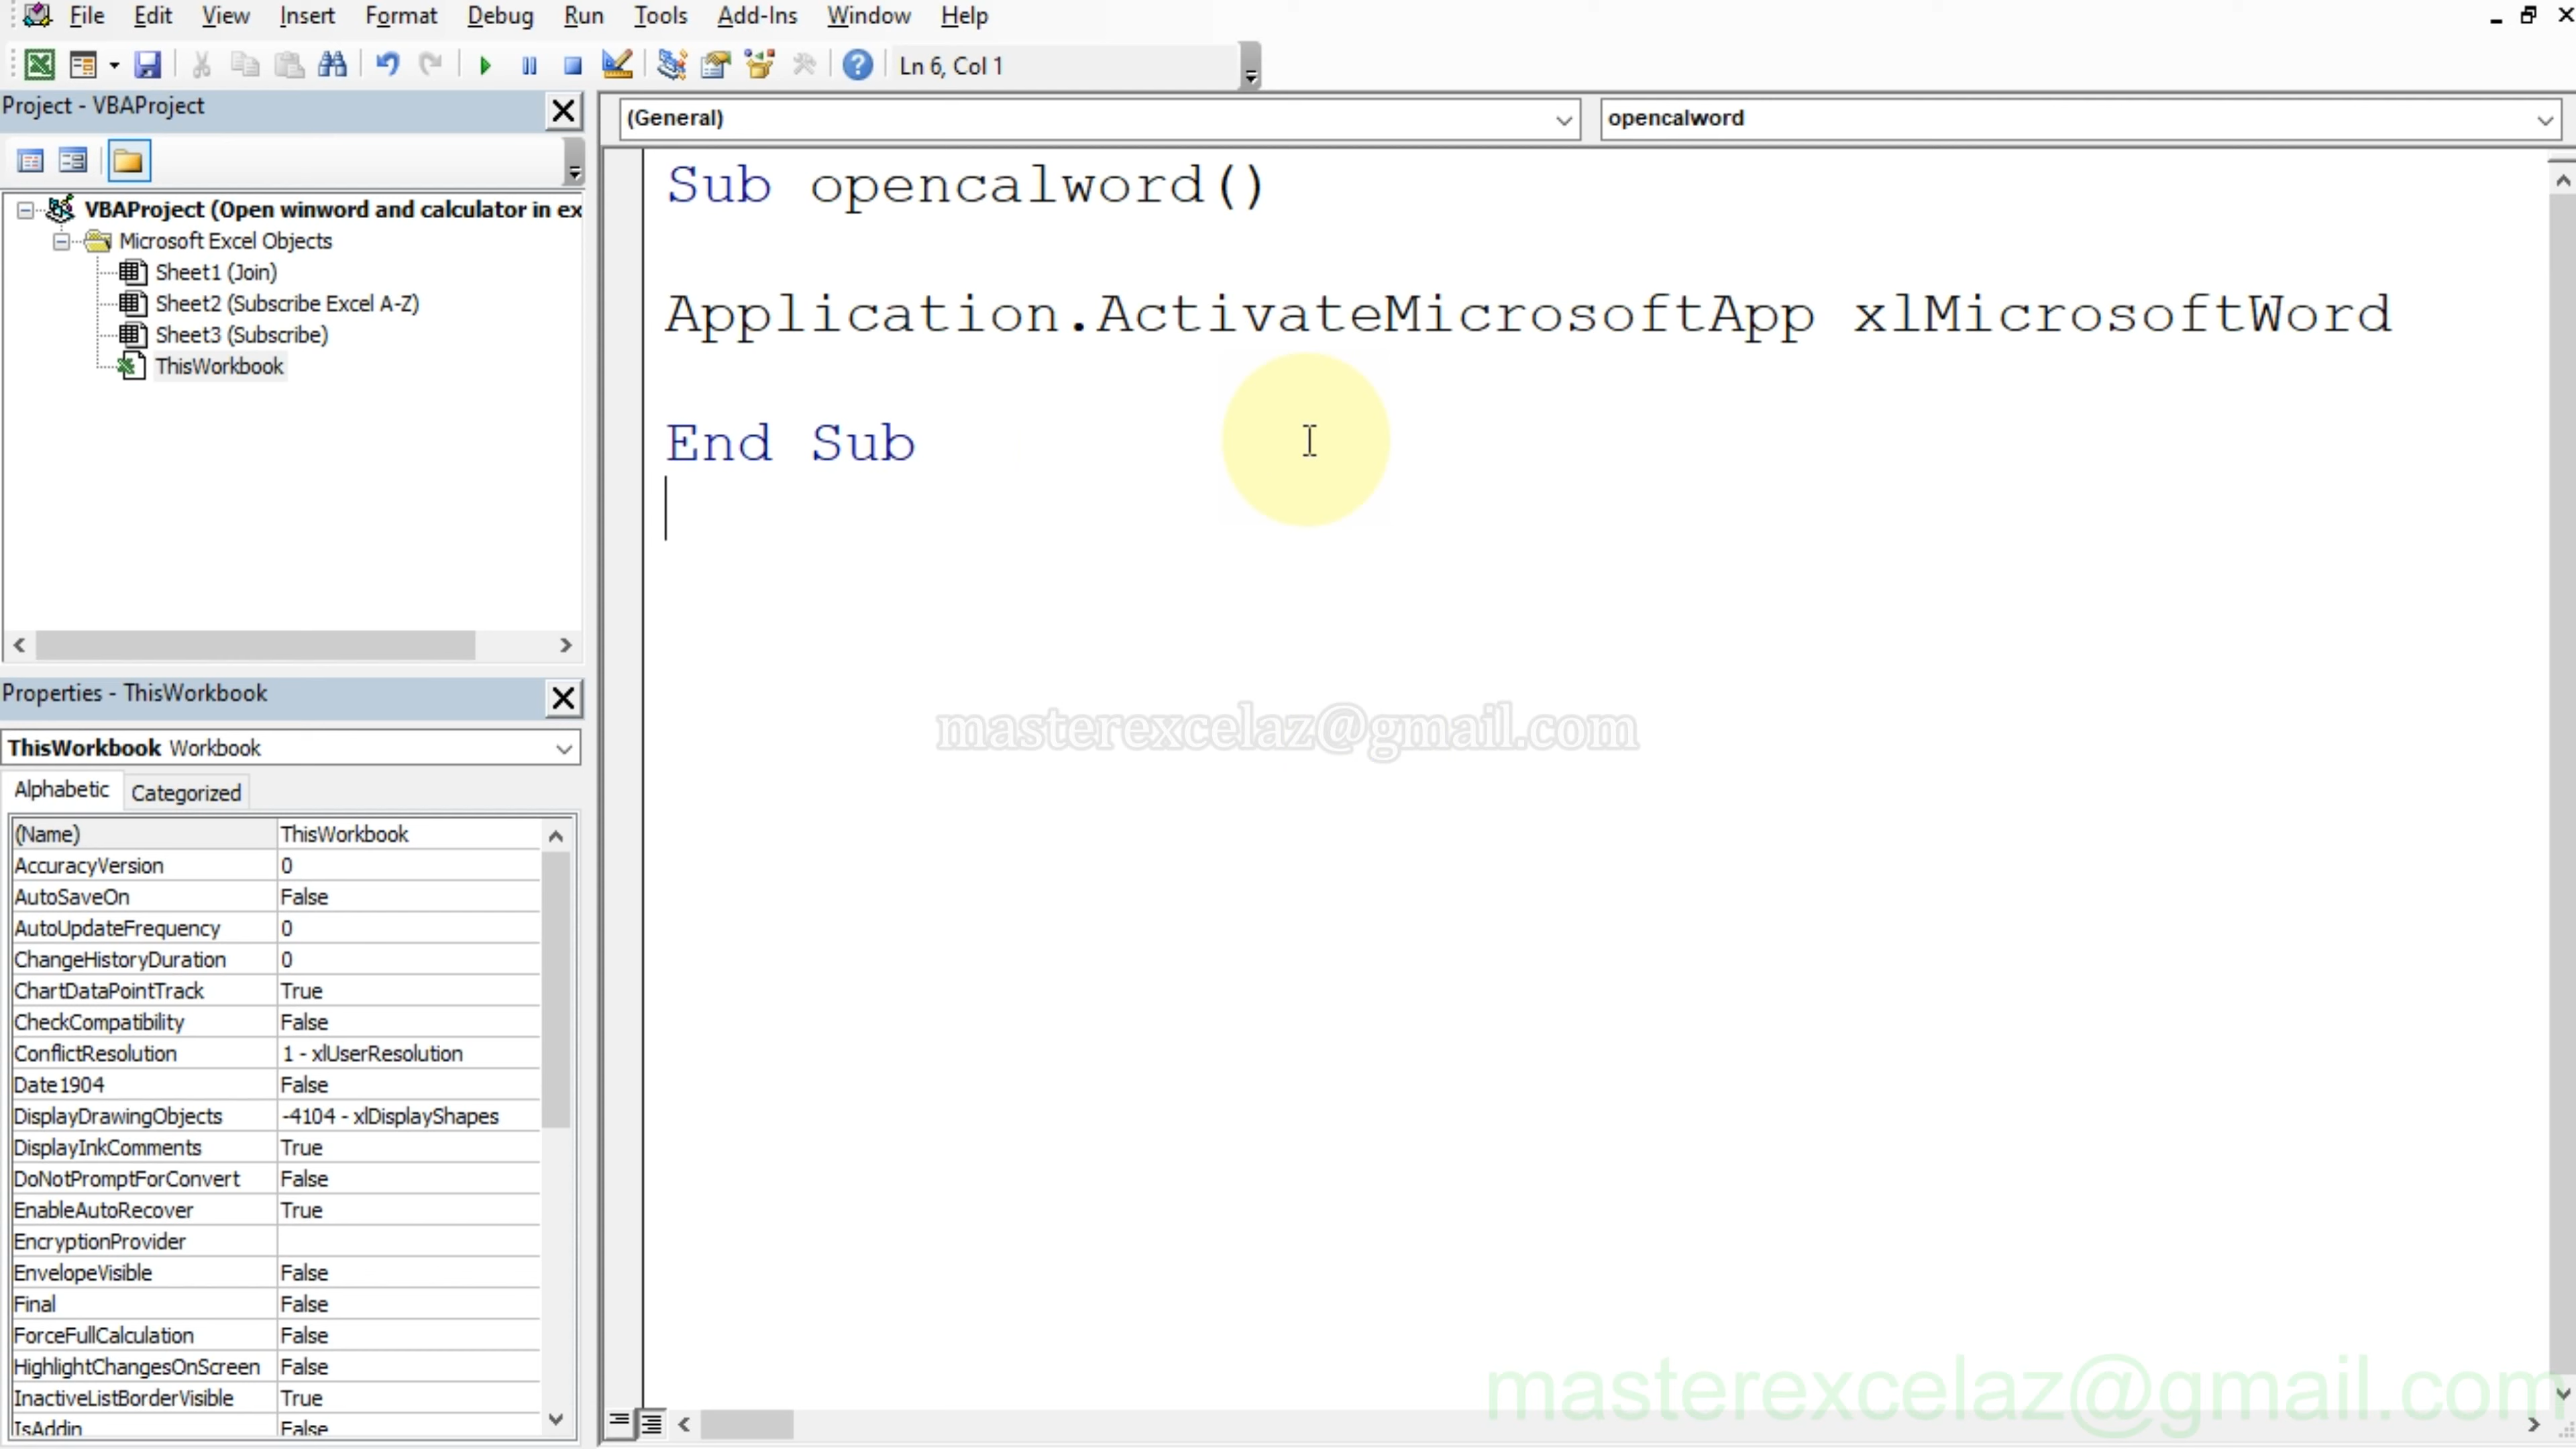 File Edit View Insert Format Debug Run Tools Add-Ins Window Help
Ln 6, Col 1
Project - VBAProject
VBAProject (Open winword and calculator in ex
Microsoft Excel Objects
Sheet1 (Join)
Sheet2 (Subscribe Excel A-Z)
Sheet3 (Subscribe)
ThisWorkbook
Properties - ThisWorkbook
ThisWorkbook Workbook
Alphabetic Categorized
(Name) ThisWorkbook
AccuracyVersion 0
AutoSaveOn False
AutoUpdateFrequency 0
ChangeHistoryDuration 0
ChartDataPointTrack True
CheckCompatibility False
ConflictResolution 1 - xlUserResolution
Date1904 False
DisplayDrawingObjects -4104 - xlDisplayShapes
DisplayInkComments True
DoNotPromptForConvert False
EnableAutoRecover True
EncryptionProvider
EnvelopeVisible False
Final False
ForceFullCalculation False
HighlightChangesOnScreen False
InactiveListBorderVisible True
IsAddin False
(General) opencalword
Sub opencalword()
Application.ActivateMicrosoftApp xlMicrosoftWord
End Sub
masterexcelaz@gmail.com
masterexcelaz@gmail.com